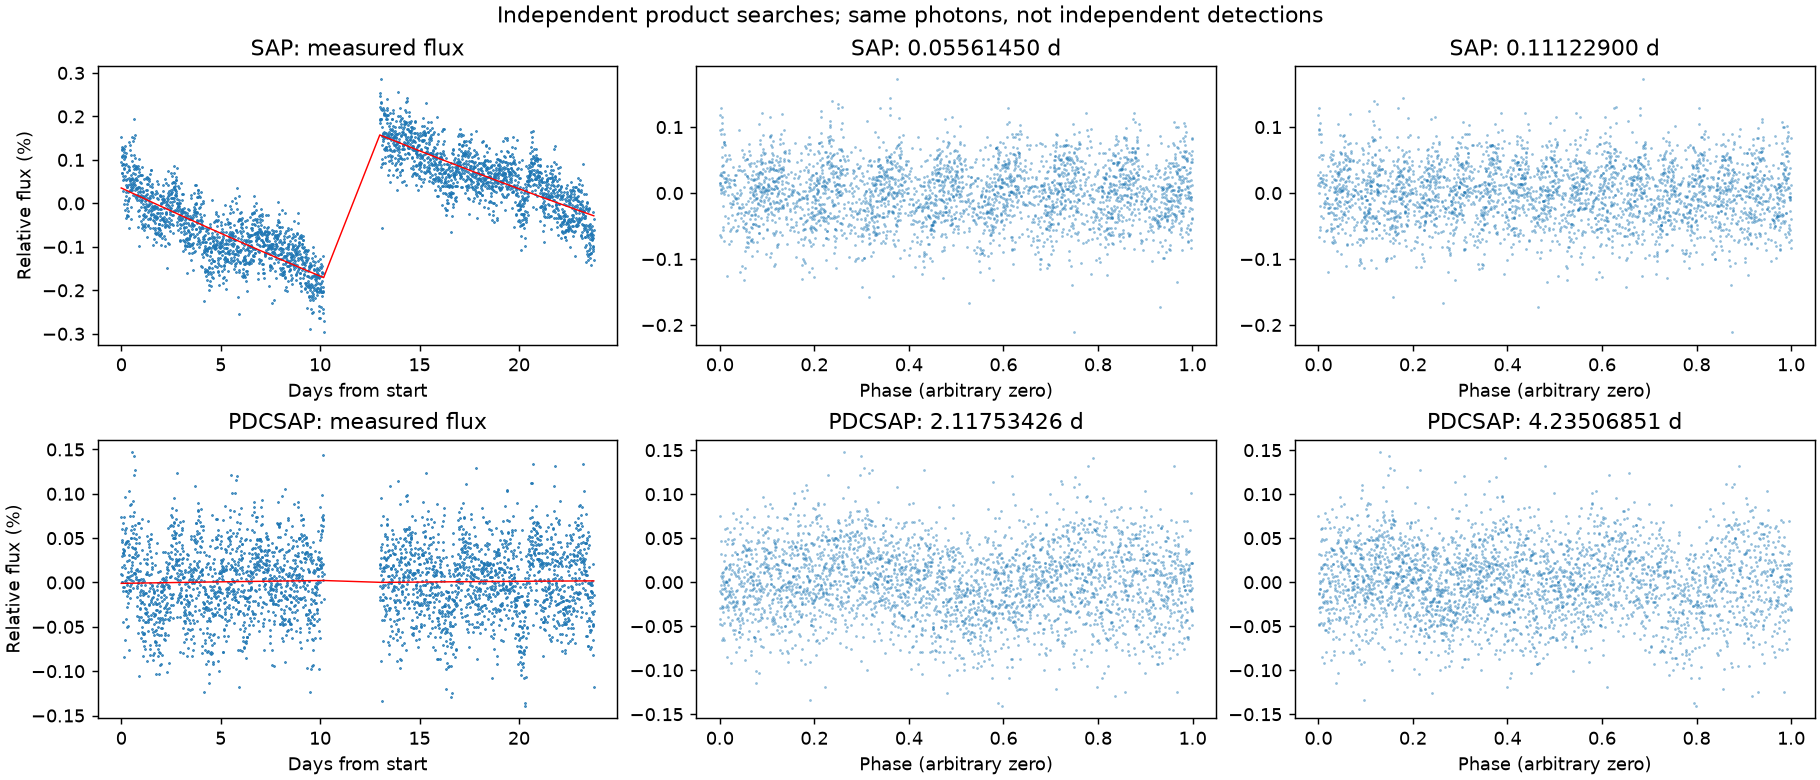 Independent product searches; same photons, not independent detections
SAP: measured flux
SAP: 0.05561450 d
SAP: 0.11122900 d
Relative flux (%)
0.3
0.2
0.1
0.0
−0.1
−0.2
−0.3
0 5 10 15 20
Days from start
0.1
0.0
−0.1
−0.2
0.0 0.2 0.4 0.6 0.8 1.0
Phase (arbitrary zero)
0.1
0.0
−0.1
−0.2
0.0 0.2 0.4 0.6 0.8 1.0
Phase (arbitrary zero)
PDCSAP: measured flux
PDCSAP: 2.11753426 d
PDCSAP: 4.23506851 d
Relative flux (%)
0.15
0.10
0.05
0.00
−0.05
−0.10
−0.15
0 5 10 15 20
Days from start
0.15
0.10
0.05
0.00
−0.05
−0.10
−0.15
0.0 0.2 0.4 0.6 0.8 1.0
Phase (arbitrary zero)
0.15
0.10
0.05
0.00
−0.05
−0.10
−0.15
0.0 0.2 0.4 0.6 0.8 1.0
Phase (arbitrary zero)